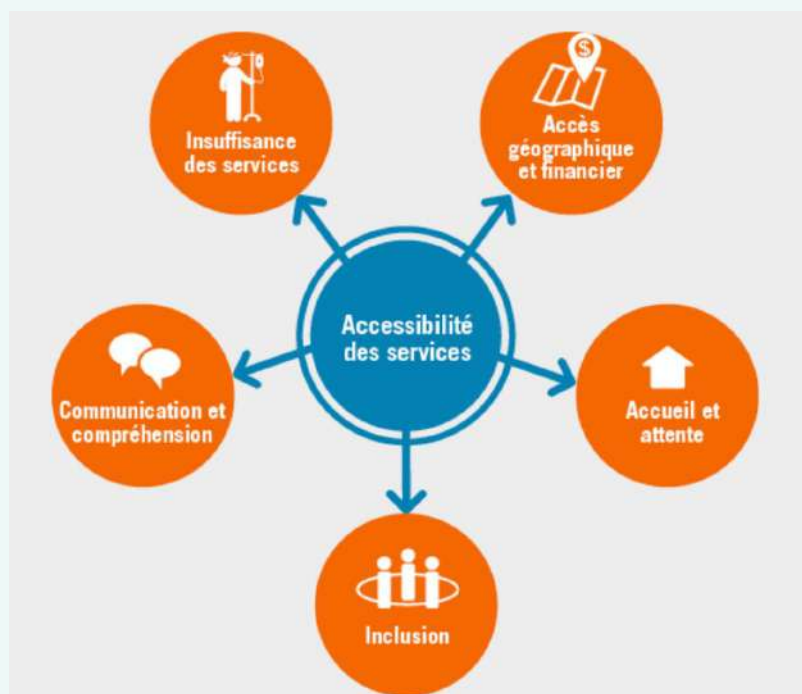 $
Insuffisance
des services
Accès
géographique
et financier
Accessibilité
des services
Communication et
compréhension
Accueil et
attente
Inclusion